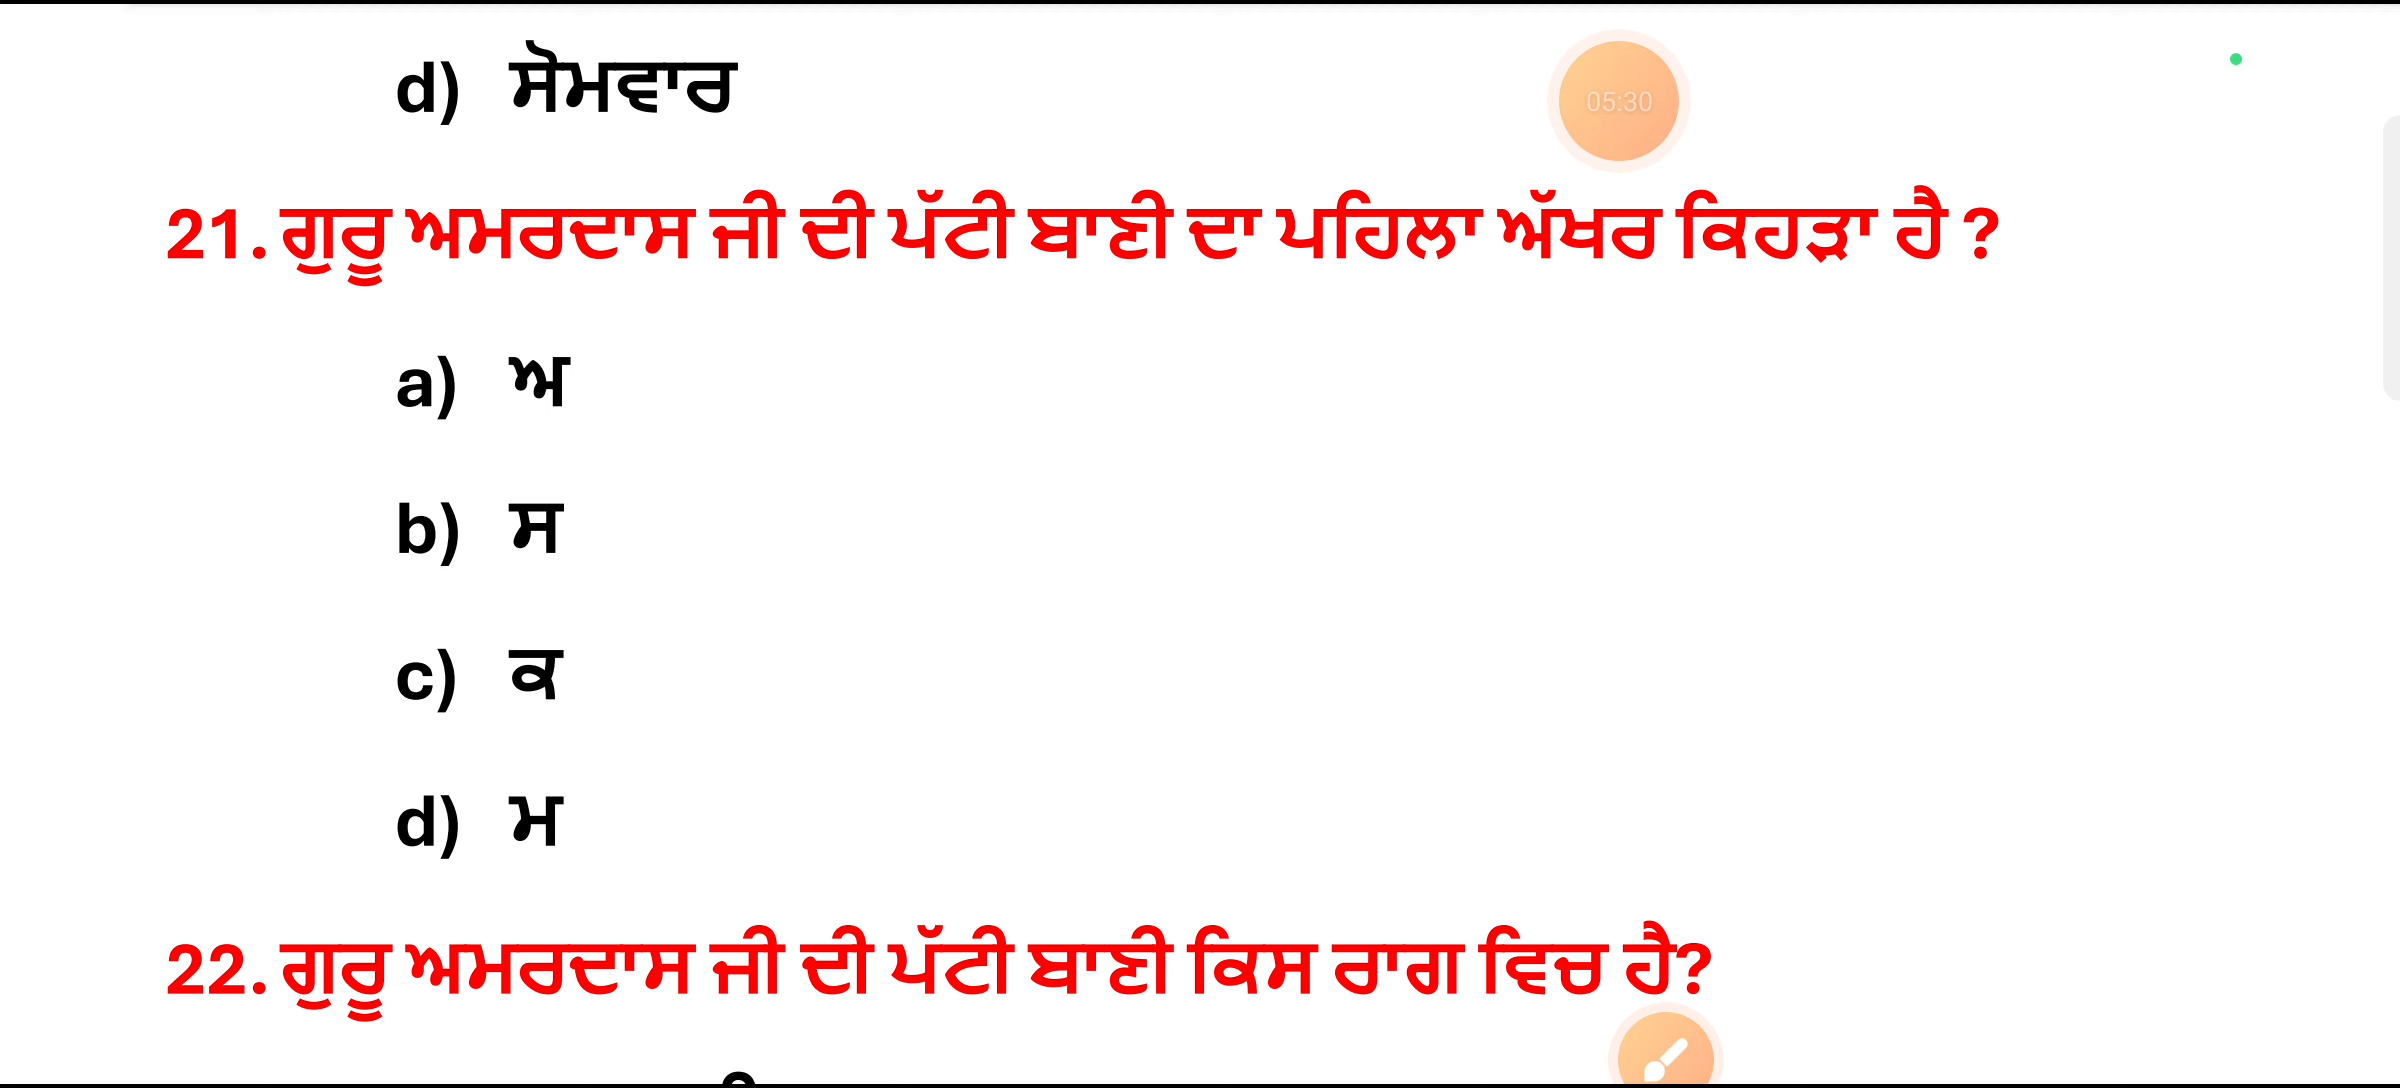 d) ਸੋਮਵਾਰ
05:30
21. ਗੁਰੂ ਅਮਰਦਾਸ ਜੀ ਦੀ ਪੱਟੀ ਬਾਣੀ ਦਾ ਪਹਿਲਾ ਅੱਖਰ ਕਿਹੜਾ ਹੈ ?
a) ਅ
b) ਸ
c) ਕ
d) ਮ
22. ਗੁਰੂ ਅਮਰਦਾਸ ਜੀ ਦੀ ਪੱਟੀ ਬਾਣੀ ਕਿਸ ਰਾਗ ਵਿਚ ਹੈ?